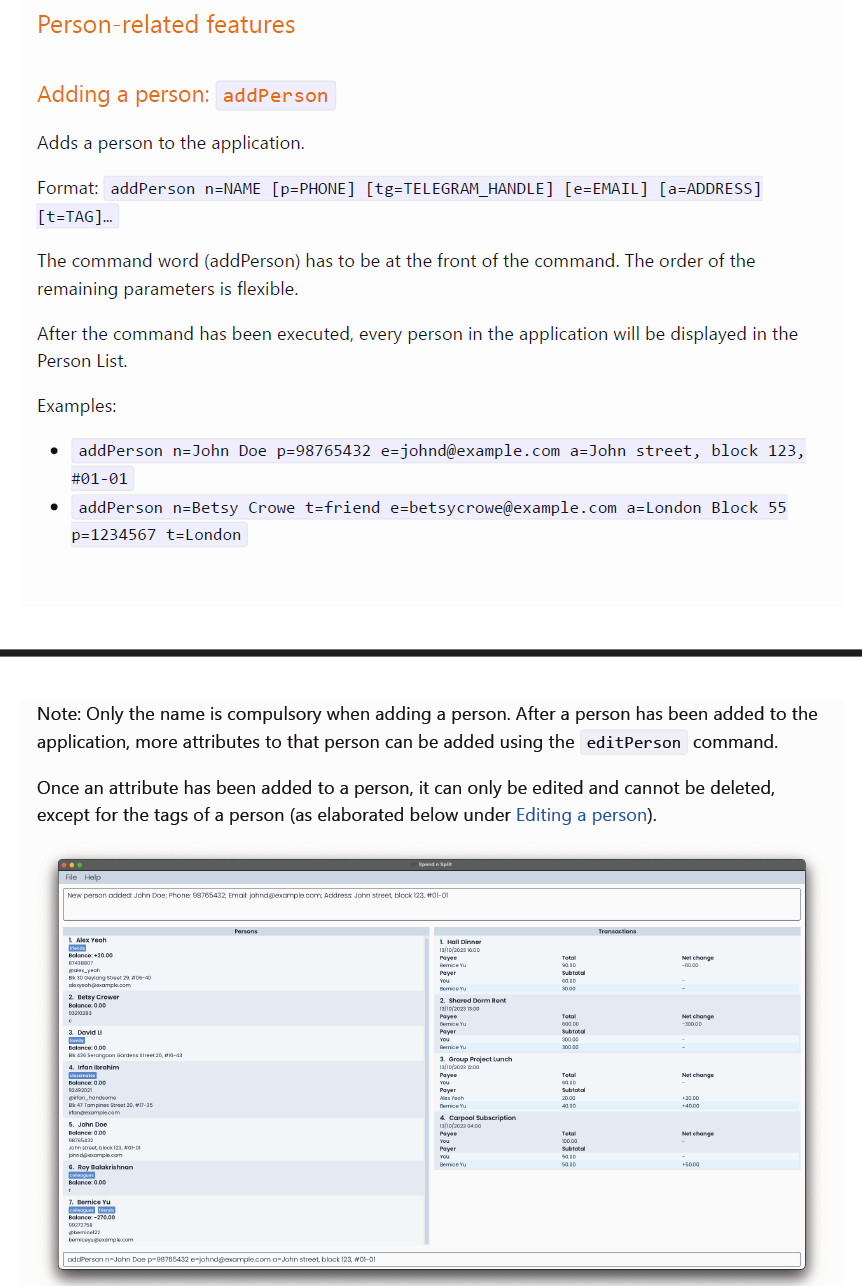 Person-related features
Adding a person: addPerson
Adds a person to the application.
Format: addPerson n=NAME [p=PHONE] [tg=TELEGRAM_HANDLE] [e=EMAIL] [a=ADDRESS]
[t=TAG]…
The command word (addPerson) has to be at the front of the command. The order of the
remaining parameters is flexible.
After the command has been executed, every person in the application will be displayed in the
Person List.
Examples:
• addPerson n=John Doe p=98765432 e=johnd@example.com a=John street, block 123,
#01-01
• addPerson n=Betsy Crowe t=friend e=betsycrowe@example.com a=London Block 55
p=1234567 t=London
Note: Only the name is compulsory when adding a person. After a person has been added to the
application, more attributes to that person can be added using the editPerson command.
Once an attribute has been added to a person, it can only be edited and cannot be deleted,
except for the tags of a person (as elaborated below under Editing a person).
Spend n Split
File Help
New person added: John Doe; Phone: 98765432; Email: johnd@example.com; Address: John street, block 123, #01-01
Persons
1. Alex Yeoh
friends
Balance: +20.00
87438807
@alex_yeoh
Blk 30 Geylang Street 29, #06-40
alexyeoh@example.com
2. Betsy Crower
Balance: 0.00
93210283
c
3. David Li
family
Balance: 0.00
Blk 436 Serangoon Gardens Street 26, #16-43
4. Irfan Ibrahim
classmates
Balance: 0.00
92492021
@irfan_handsome
Blk 47 Tampines Street 20, #17-35
irfan@example.com
5. John Doe
Balance: 0.00
98765432
John street, block 123, #01-01
johnd@example.com
6. Roy Balakrishnan
colleagues
Balance: 0.00
r
7. Bernice Yu
colleagues friends
Balance: -270.00
99272758
@bernice122
berniceyu@example.com
Transactions
1. Hall Dinner
13/10/2023 16:00
Payee Total Net change
Bernice Yu 90.00 -60.00
Payer Subtotal
You 60.00 -
Bernice Yu 30.00 -
2. Shared Dorm Rent
13/10/2023 15:00
Payee Total Net change
Bernice Yu 600.00 -300.00
Payer Subtotal
You 300.00 -
Bernice Yu 300.00 -
3. Group Project Lunch
13/10/2023 12:00
Payee Total Net change
You 60.00 -
Payer Subtotal
Alex Yeoh 20.00 +20.00
Bernice Yu 40.00 +40.00
4. Carpool Subscription
13/10/2023 04:00
Payee Total Net change
You 100.00 -
Payer Subtotal
You 50.00 -
Bernice Yu 50.00 +50.00
addPerson n=John Doe p=98765432 e=johnd@example.com a=John street, block 123, #01-01